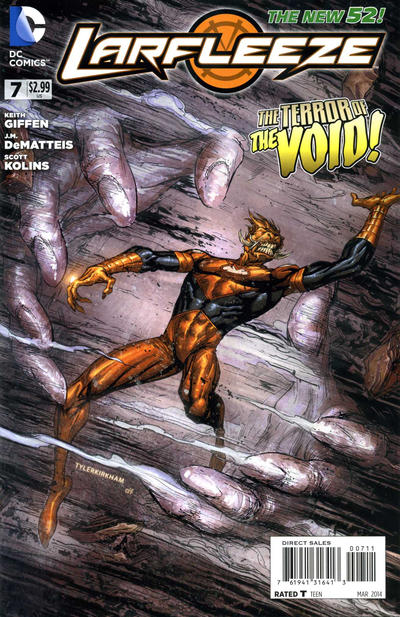 THE NEW 52!
DC COMICS™
LARFLEEZE
7 $2.99
US
KEITH
GIFFEN
J.M.
DeMATTEIS
SCOTT
KOLINS
THE TERROR OF
THE VOID!
TYLERKIRKHAM
DIRECT SALES
00711
7 61941 31641 3
RATED T TEEN MAR 2014